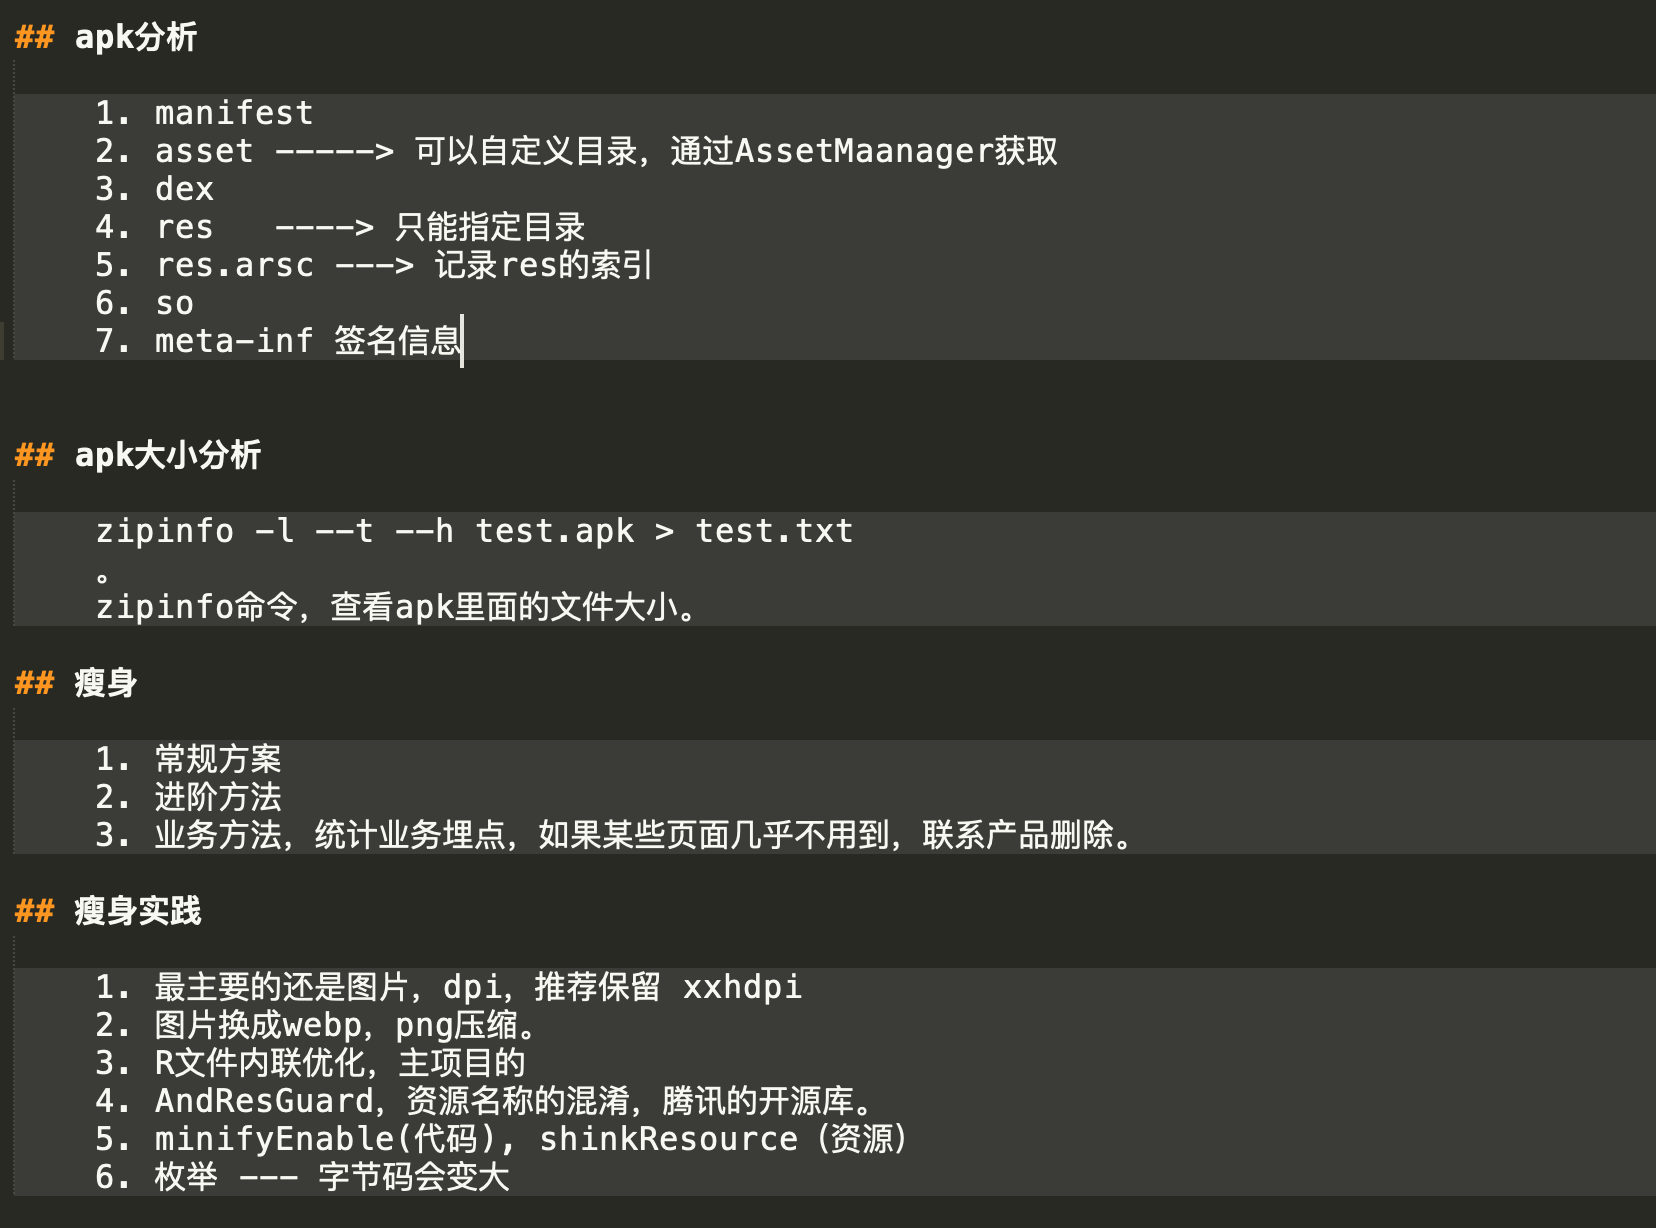 ## apk分析
1. manifest
2. asset -----> 可以自定义目录，通过AssetMaanager获取
3. dex
4. res   ----> 只能指定目录
5. res.arsc ---> 记录res的索引
6. so
7. meta-inf 签名信息
## apk大小分析
zipinfo -l --t --h test.apk > test.txt
。
zipinfo命令，查看apk里面的文件大小。
## 瘦身
1. 常规方案
2. 进阶方法
3. 业务方法，统计业务埋点，如果某些页面几乎不用到，联系产品删除。
## 瘦身实践
1. 最主要的还是图片，dpi，推荐保留 xxhdpi
2. 图片换成webp，png压缩。
3. R文件内联优化，主项目的
4. AndResGuard，资源名称的混淆，腾讯的开源库。
5. minifyEnable(代码), shinkResource（资源）
6. 枚举 --- 字节码会变大